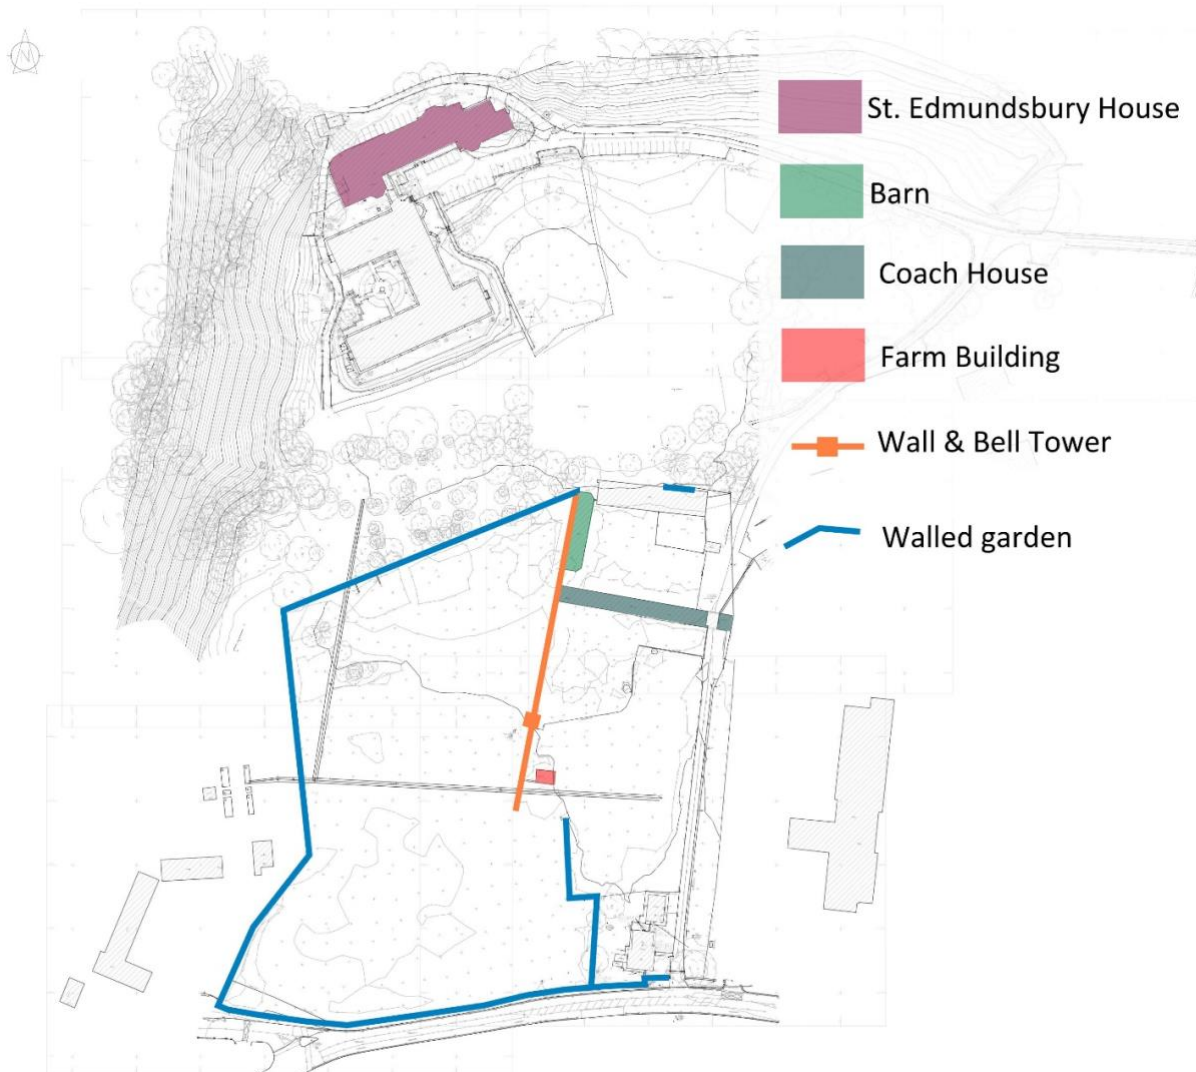 N
St. Edmundsbury House
Barn
Coach House
Farm Building
Wall & Bell Tower
Walled garden